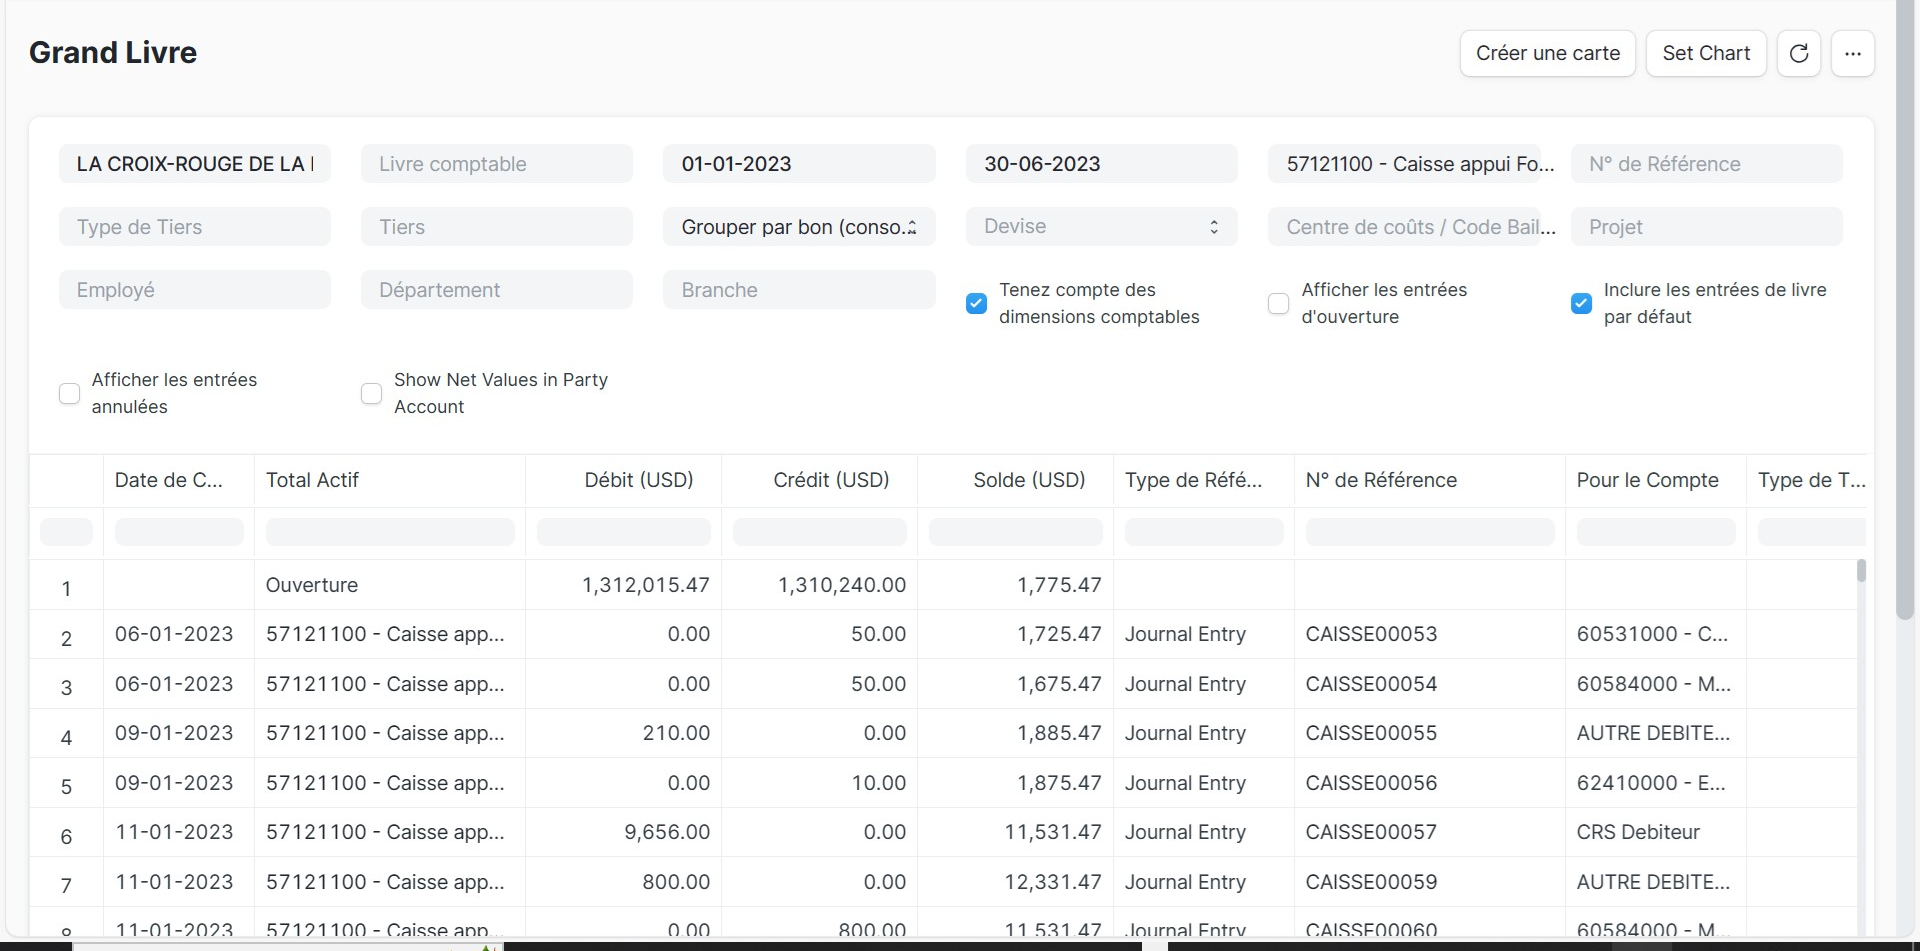 Grand Livre
Créer une carte
Set Chart
LA CROIX-ROUGE DE LA
Livre comptable
01-01-2023
30-06-2023
57121100 - Caisse appui Fo...
N° de Référence
Type de Tiers
Tiers
Grouper par bon (conso...
Devise
Centre de coûts / Code Bail...
Projet
Employé
Département
Branche
Tenez compte des
dimensions comptables
Afficher les entrées
d'ouverture
Inclure les entrées de livre
par défaut
Afficher les entrées
annulées
Show Net Values in Party
Account
Date de C... Total Actif Débit (USD) Crédit (USD) Solde (USD) Type de Réfé... N° de Référence Pour le Compte Type de T...
1 Ouverture 1,312,015.47 1,310,240.00 1,775.47
2 06-01-2023 57121100 - Caisse app... 0.00 50.00 1,725.47 Journal Entry CAISSE00053 60531000 - C...
3 06-01-2023 57121100 - Caisse app... 0.00 50.00 1,675.47 Journal Entry CAISSE00054 60584000 - M...
4 09-01-2023 57121100 - Caisse app... 210.00 0.00 1,885.47 Journal Entry CAISSE00055 AUTRE DEBITE...
5 09-01-2023 57121100 - Caisse app... 0.00 10.00 1,875.47 Journal Entry CAISSE00056 62410000 - E...
6 11-01-2023 57121100 - Caisse app... 9,656.00 0.00 11,531.47 Journal Entry CAISSE00057 CRS Debiteur
7 11-01-2023 57121100 - Caisse app... 800.00 0.00 12,331.47 Journal Entry CAISSE00059 AUTRE DEBITE...
8 11-01-2023 57121100 - Caisse app... 0.00 800.00 11,531.47 Journal Entry CAISSE00060 60584000 - M...